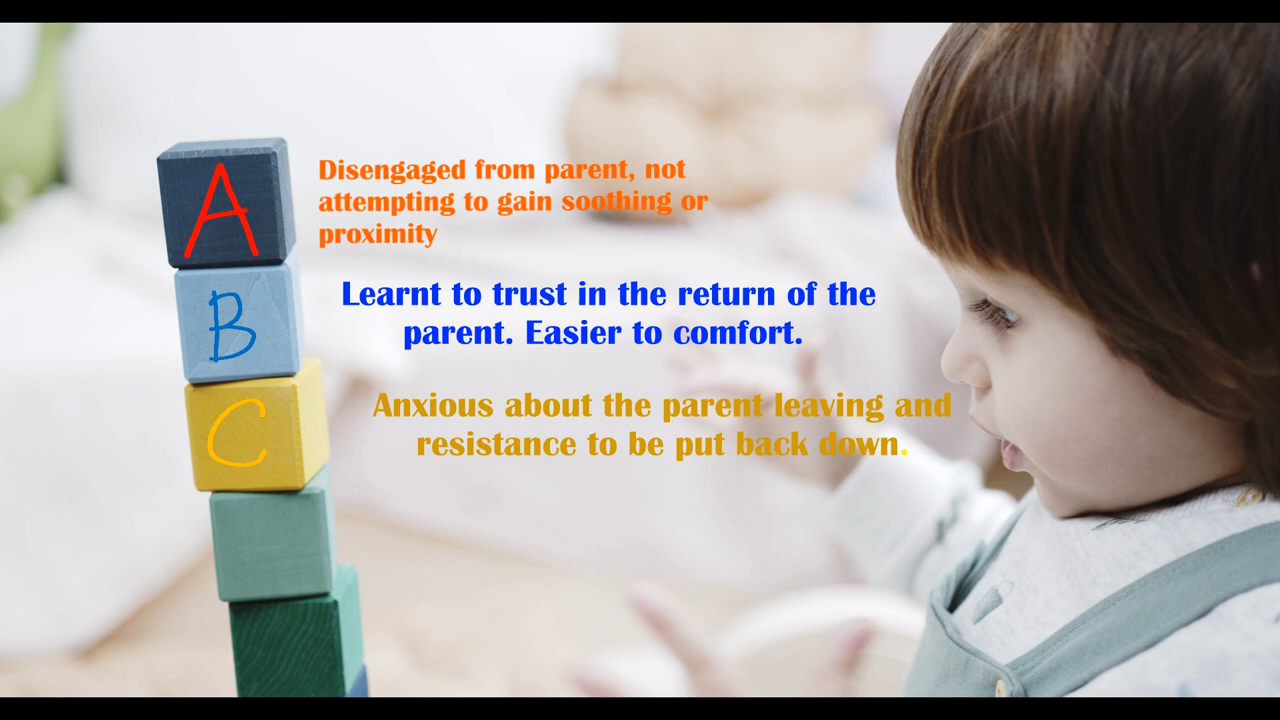 A
Disengaged from parent, not
attempting to gain soothing or
proximity
B
Learnt to trust in the return of the
parent. Easier to comfort.
C
Anxious about the parent leaving and
resistance to be put back down.